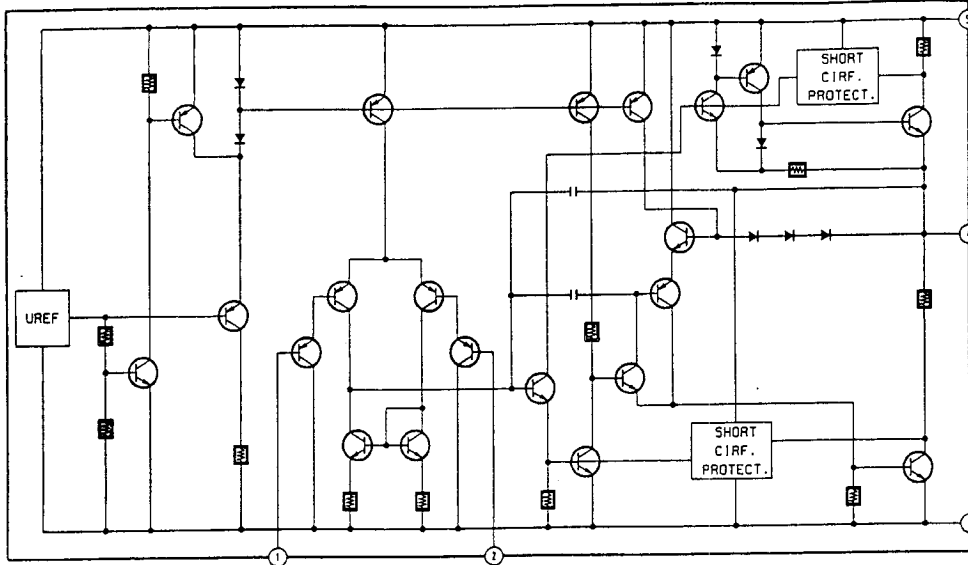 SHORT
CIRF.
PROTECT.
UREF
SHORT
CIRF.
PROTECT.
1
2